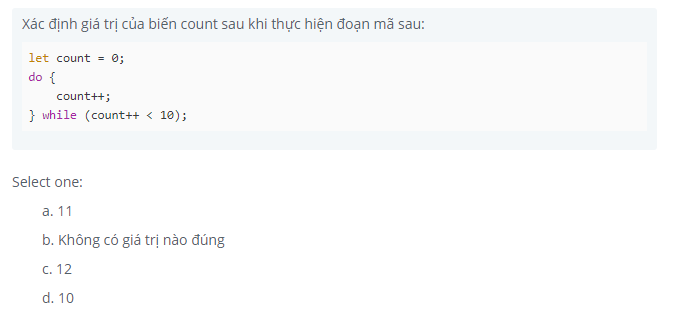 Xác định giá trị của biến count sau khi thực hiện đoạn mã sau:
let count = 0;
do {
    count++;
} while (count++ < 10);
Select one:
a. 11
b. Không có giá trị nào đúng
c. 12
d. 10